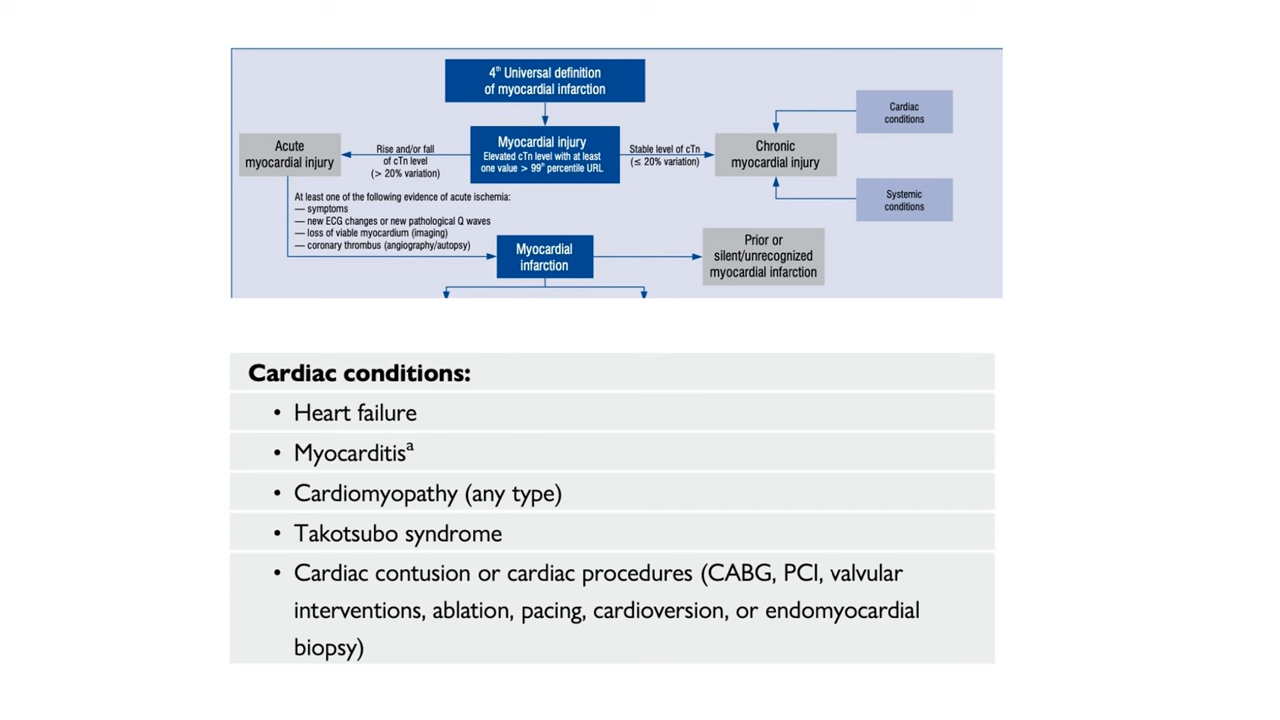 4th Universal definition
of myocardial infarction
Cardiac
conditions
Acute
myocardial injury
Rise and/or fall
of cTn level
(> 20% variation)
Myocardial injury
Elevated cTn level with at least
one value > 99th percentile URL
Stable level of cTn
(≤ 20% variation)
Chronic
myocardial injury
Systemic
conditions
At least one of the following evidence of acute ischemia:
— symptoms
— new ECG changes or new pathological Q waves
— loss of viable myocardium (imaging)
— coronary thrombus (angiography/autopsy)
Myocardial
infarction
Prior or
silent/unrecognized
myocardial infarction
Cardiac conditions:
• Heart failure
• Myocarditisa
• Cardiomyopathy (any type)
• Takotsubo syndrome
• Cardiac contusion or cardiac procedures (CABG, PCI, valvular
interventions, ablation, pacing, cardioversion, or endomyocardial
biopsy)